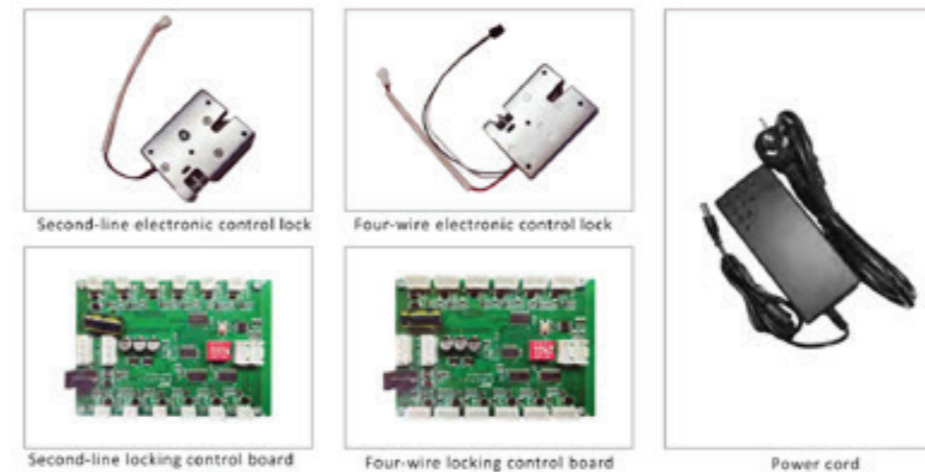 Second-line electronic control lock
Four-wire electronic control lock
Second-line locking control board
Four-wire locking control board
Power cord